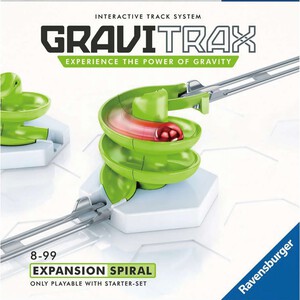 INTERACTIVE TRACK SYSTEM
GRAVITRAX
EXPERIENCE THE POWER OF GRAVITY
8-99
EXPANSION SPIRAL
ONLY PLAYABLE WITH STARTER-SET
Ravensburger